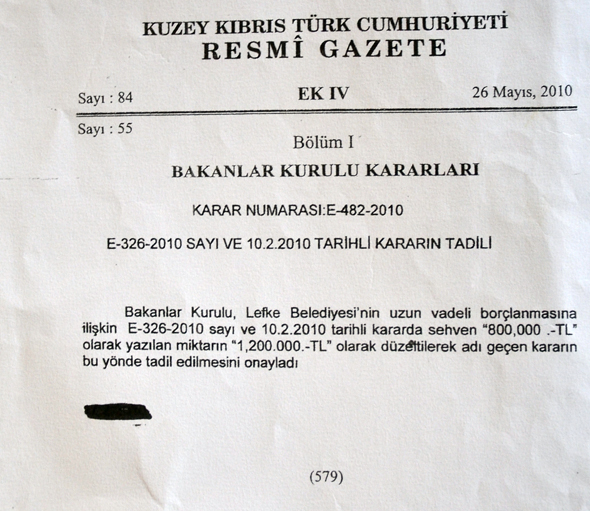 KUZEY KIBRIS TÜRK CUMHURİYETİ
RESMÎ GAZETE
Sayı : 84 EK IV 26 Mayıs, 2010
Sayı : 55
Bölüm I
BAKANLAR KURULU KARARLARI
KARAR NUMARASI:E-482-2010
E-326-2010 SAYI VE 10.2.2010 TARİHLİ KARARIN TADİLİ
Bakanlar Kurulu, Lefke Belediyesi'nin uzun vadeli borçlanmasına
ilişkin E-326-2010 sayı ve 10.2.2010 tarihli kararda sehven "800,000 .-TL"
olarak yazılan miktarın "1,200.000.-TL" olarak düzeltilerek adı geçen kararın
bu yönde tadil edilmesini onayladı
(579)